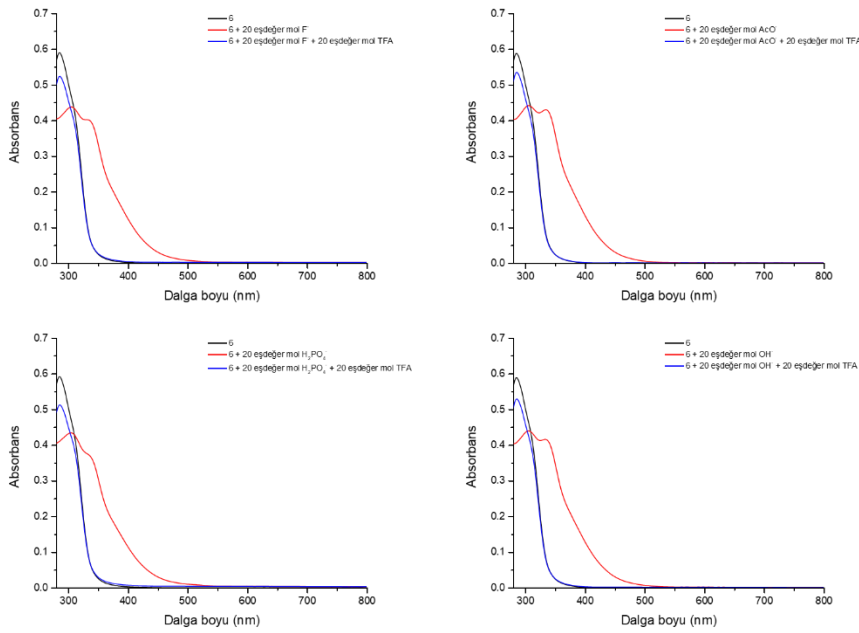 6
6 + 20 eşdeğer mol F⁻
6 + 20 eşdeğer mol F⁻ + 20 eşdeğer mol TFA
0.7
0.6
0.5
0.4
0.3
0.2
0.1
0.0
Absorbans
300 400 500 600 700 800
Dalga boyu (nm)
6
6 + 20 eşdeğer mol AcO⁻
6 + 20 eşdeğer mol AcO⁻ + 20 eşdeğer mol TFA
0.7
0.6
0.5
0.4
0.3
0.2
0.1
0.0
Absorbans
300 400 500 600 700 800
Dalga boyu (nm)
6
6 + 20 eşdeğer mol H₂PO₄⁻
6 + 20 eşdeğer mol H₂PO₄⁻ + 20 eşdeğer mol TFA
0.7
0.6
0.5
0.4
0.3
0.2
0.1
0.0
Absorbans
300 400 500 600 700 800
Dalga boyu (nm)
6
6 + 20 eşdeğer mol OH⁻
6 + 20 eşdeğer mol OH⁻ + 20 eşdeğer mol TFA
0.7
0.6
0.5
0.4
0.3
0.2
0.1
0.0
Absorbans
300 400 500 600 700 800
Dalga boyu (nm)